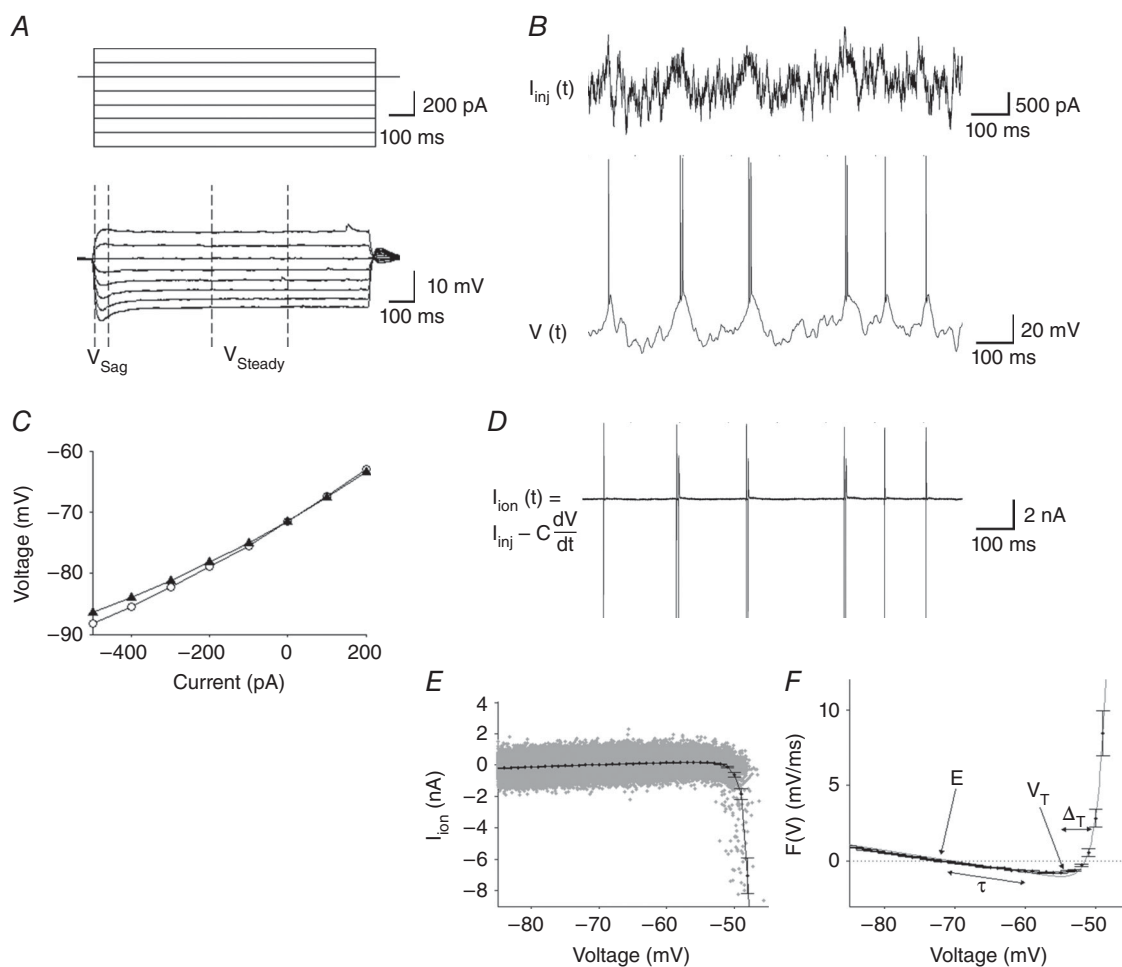 A
200 pA
100 ms
10 mV
100 ms
V_Sag
V_Steady
B
I_inj (t)
500 pA
100 ms
V (t)
20 mV
100 ms
C
−60
−70
−80
−90
Voltage (mV)
−400
−200
0
200
Current (pA)
D
I_ion (t) =
I_inj − C dV/dt
2 nA
100 ms
E
4
2
0
−2
−4
−6
−8
I_ion (nA)
−80
−70
−60
−50
Voltage (mV)
F
10
5
0
F(V) (mV/ms)
E
V_T
Δ_T
τ
−80
−70
−60
−50
Voltage (mV)